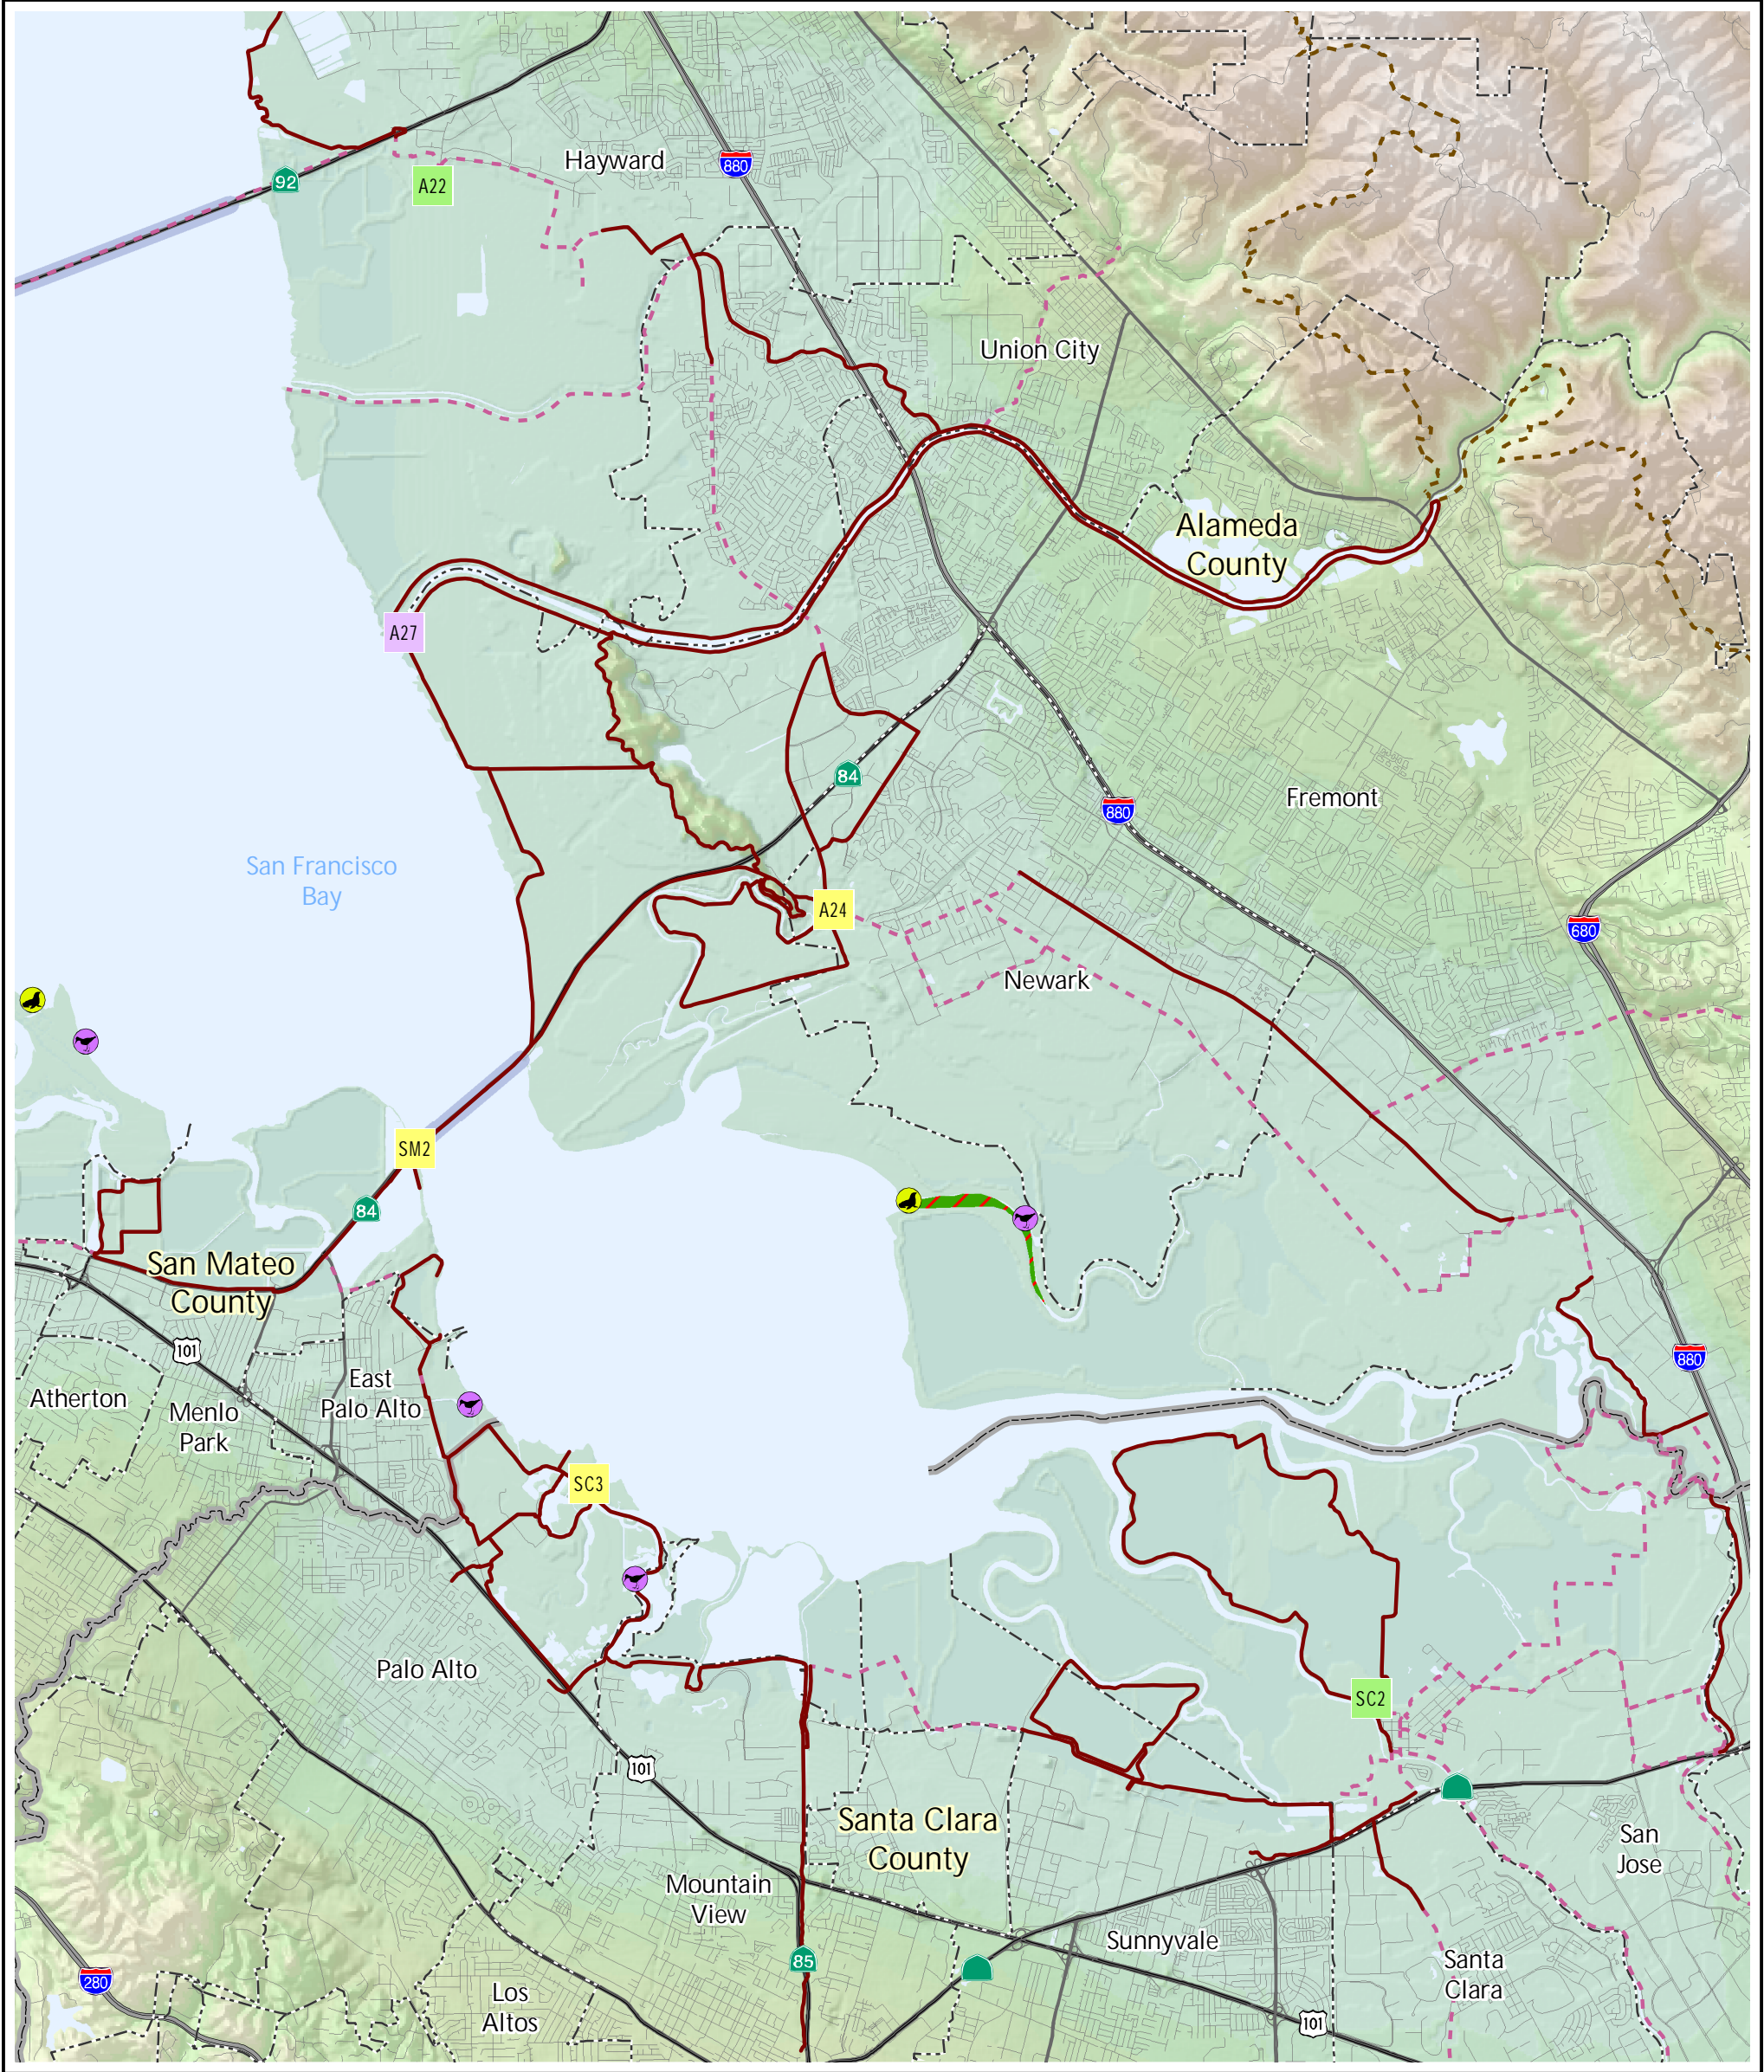 Hayward
880
92
A22
Union City
Alameda
County
A27
84
880
Fremont
San Francisco
Bay
A24
680
Newark
SM2
84
San Mateo
County
101
880
East
Palo Alto
Atherton
Menlo
Park
SC3
Palo Alto
SC2
101
Santa Clara
County
San
Jose
Mountain
View
Sunnyvale
85
280
Santa
Clara
Los
Altos
101